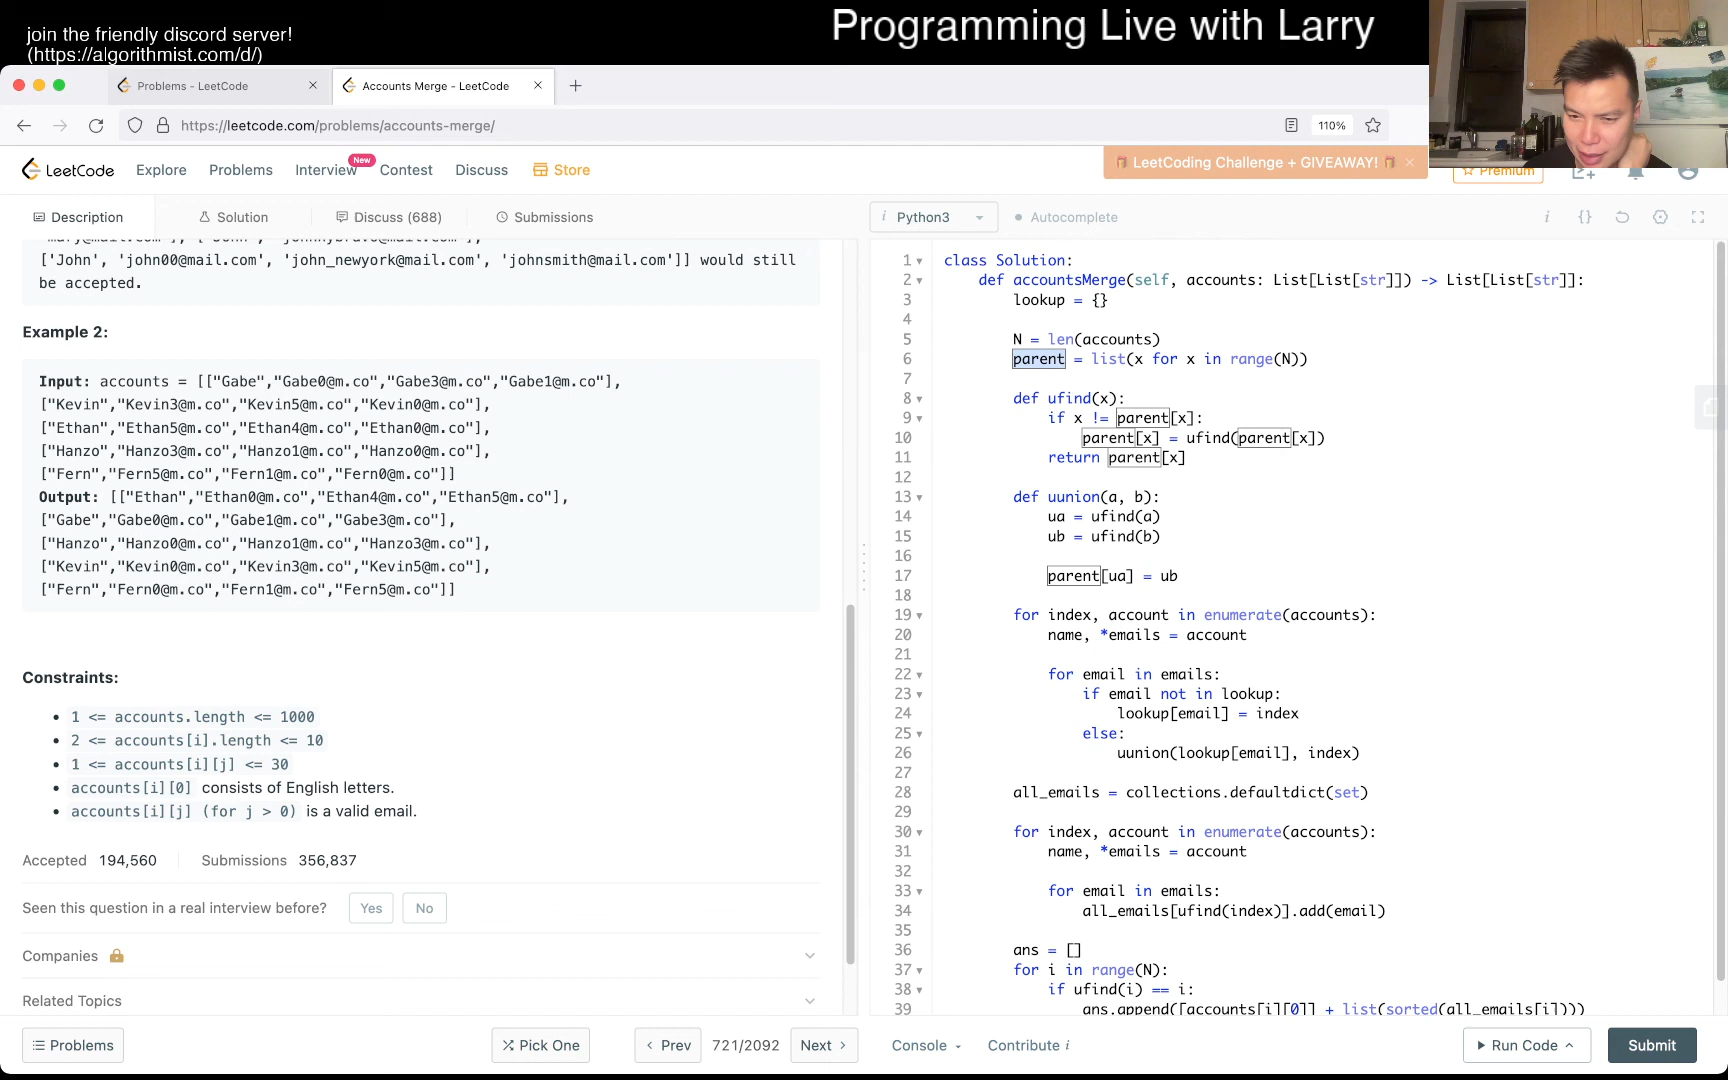 join the friendly discord server!
(https://algorithmist.com/d/)
Programming Live with Larry
Problems - LeetCode
Accounts Merge - LeetCode
https://leetcode.com/problems/accounts-merge/
110%
LeetCode
Explore
Problems
Interview
New
Contest
Discuss
Store
LeetCoding Challenge + GIVEAWAY!
Premium
Description
Solution
Discuss (688)
Submissions
i Python3
Autocomplete
['John', 'john00@mail.com', 'john_newyork@mail.com', 'johnsmith@mail.com']] would still
be accepted.
Example 2:
Input: accounts = [["Gabe","Gabe0@m.co","Gabe3@m.co","Gabe1@m.co"],
["Kevin","Kevin3@m.co","Kevin5@m.co","Kevin0@m.co"],
["Ethan","Ethan5@m.co","Ethan4@m.co","Ethan0@m.co"],
["Hanzo","Hanzo3@m.co","Hanzo1@m.co","Hanzo0@m.co"],
["Fern","Fern5@m.co","Fern1@m.co","Fern0@m.co"]]
Output: [["Ethan","Ethan0@m.co","Ethan4@m.co","Ethan5@m.co"],
["Gabe","Gabe0@m.co","Gabe1@m.co","Gabe3@m.co"],
["Hanzo","Hanzo0@m.co","Hanzo1@m.co","Hanzo3@m.co"],
["Kevin","Kevin0@m.co","Kevin3@m.co","Kevin5@m.co"],
["Fern","Fern0@m.co","Fern1@m.co","Fern5@m.co"]]
Constraints:
• 1 <= accounts.length <= 1000
• 2 <= accounts[i].length <= 10
• 1 <= accounts[i][j] <= 30
• accounts[i][0] consists of English letters.
• accounts[i][j] (for j > 0) is a valid email.
Accepted 194,560 Submissions 356,837
Seen this question in a real interview before? Yes No
Companies
Related Topics
1 class Solution:
2 def accountsMerge(self, accounts: List[List[str]]) -> List[List[str]]:
3 lookup = {}
4
5 N = len(accounts)
6 parent = list(x for x in range(N))
7
8 def ufind(x):
9 if x != parent[x]:
10 parent[x] = ufind(parent[x])
11 return parent[x]
12
13 def uunion(a, b):
14 ua = ufind(a)
15 ub = ufind(b)
16
17 parent[ua] = ub
18
19 for index, account in enumerate(accounts):
20 name, *emails = account
21
22 for email in emails:
23 if email not in lookup:
24 lookup[email] = index
25 else:
26 uunion(lookup[email], index)
27
28 all_emails = collections.defaultdict(set)
29
30 for index, account in enumerate(accounts):
31 name, *emails = account
32
33 for email in emails:
34 all_emails[ufind(index)].add(email)
35
36 ans = []
37 for i in range(N):
38 if ufind(i) == i:
39 ans.append([accounts[i][0]] + list(sorted(all_emails[i])))
Problems
Pick One
Prev
721/2092
Next
Console
Contribute i
Run Code
Submit